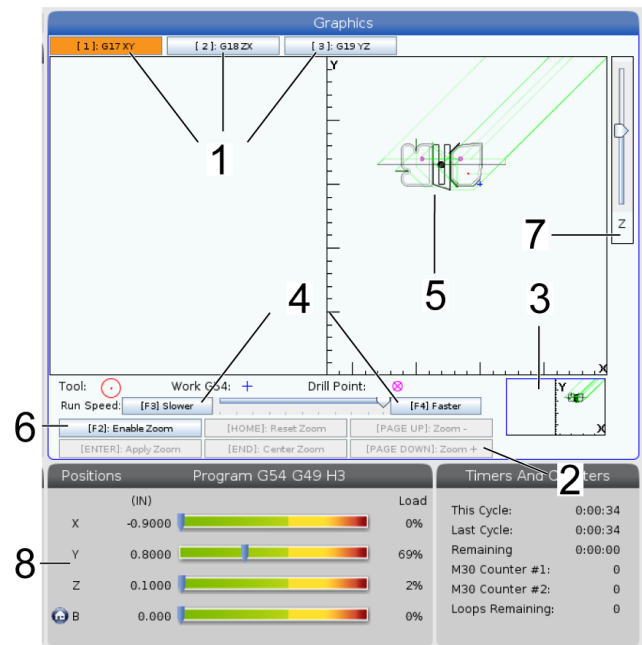 Graphics
[ 1 ]: G17 XY [ 2 ]: G18 ZX [ 3 ]: G19 YZ
Y
1
Z
7
4
5
3
X
Tool: Work G54: + Drill Point:
Y
X
Run Speed: [F3] Slower [F4] Faster
6
[F2]: Enable Zoom [HOME]: Reset Zoom [PAGE UP]: Zoom -
[ENTER]: Apply Zoom [END]: Center Zoom [PAGE DOWN]: Zoom +
2
Positions Program G54 G49 H3
(IN) Load
X -0.9000 0%
8
Y 0.8000 69%
Z 0.1000 2%
B 0.000 0%
Timers And Counters
This Cycle: 0:00:34
Last Cycle: 0:00:34
Remaining 0:00:00
M30 Counter #1: 0
M30 Counter #2: 0
Loops Remaining: 0